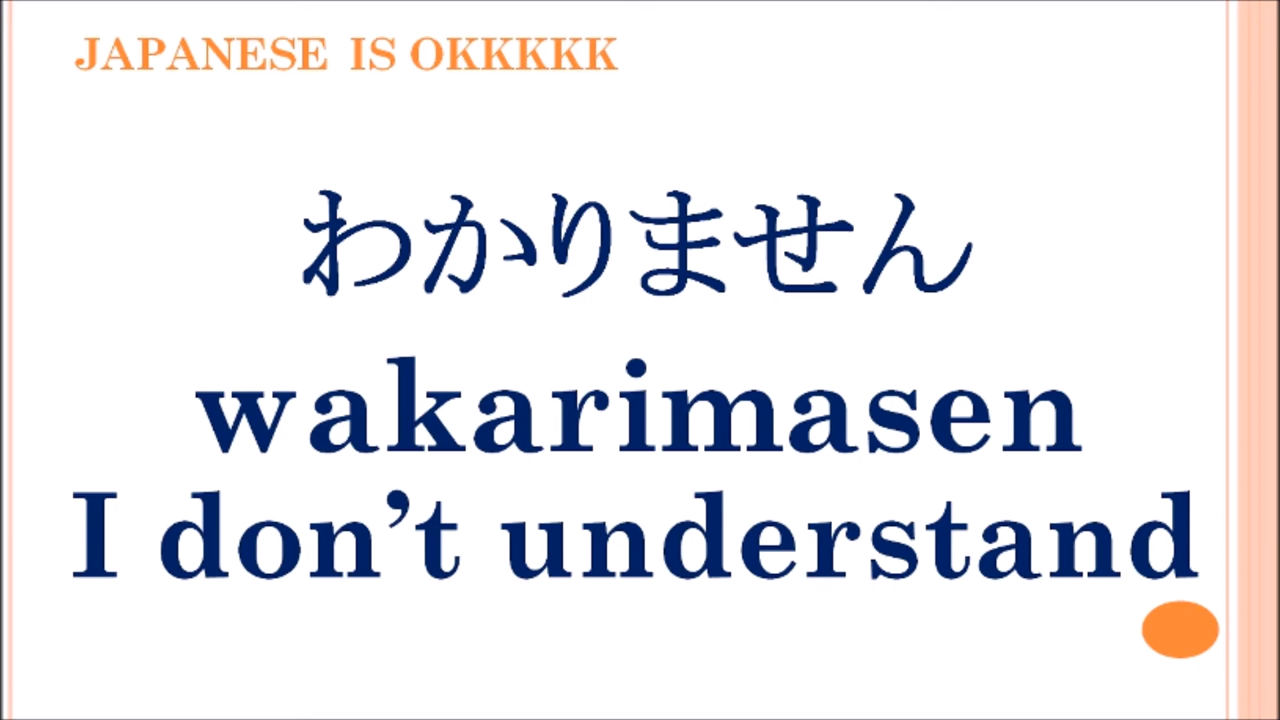 JAPANESE IS OKKKKK
わかりません
wakarimasen
I don’t understand